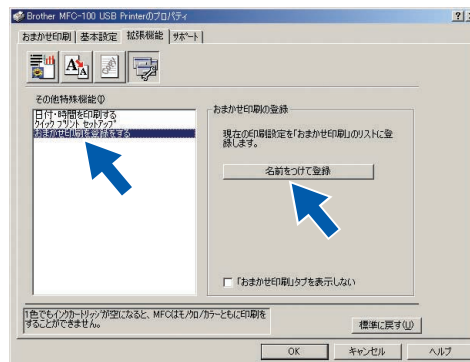 Brother MFC-100 USB Printerのプロパティ
おまかせ印刷 基本設定 拡張機能 サポート
その他特殊機能(I)
日付・時間を印刷する
クイック プリント セットアップ
おまかせ印刷を登録をする
おまかせ印刷の登録
現在の印刷設定を「おまかせ印刷」のリストに登
録します。
名前をつけて登録
「おまかせ印刷」タブを表示しない
1色でもインクカートリッジが空になると、MFCはモノクロ/カラーともに印刷を
することができません。
標準に戻す(U)
OK キャンセル ヘルプ